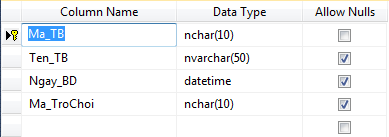 Column Name Data Type Allow Nulls
Ma_TB nchar(10)
Ten_TB nvarchar(50)
Ngay_BD datetime
Ma_TroChoi nchar(10)